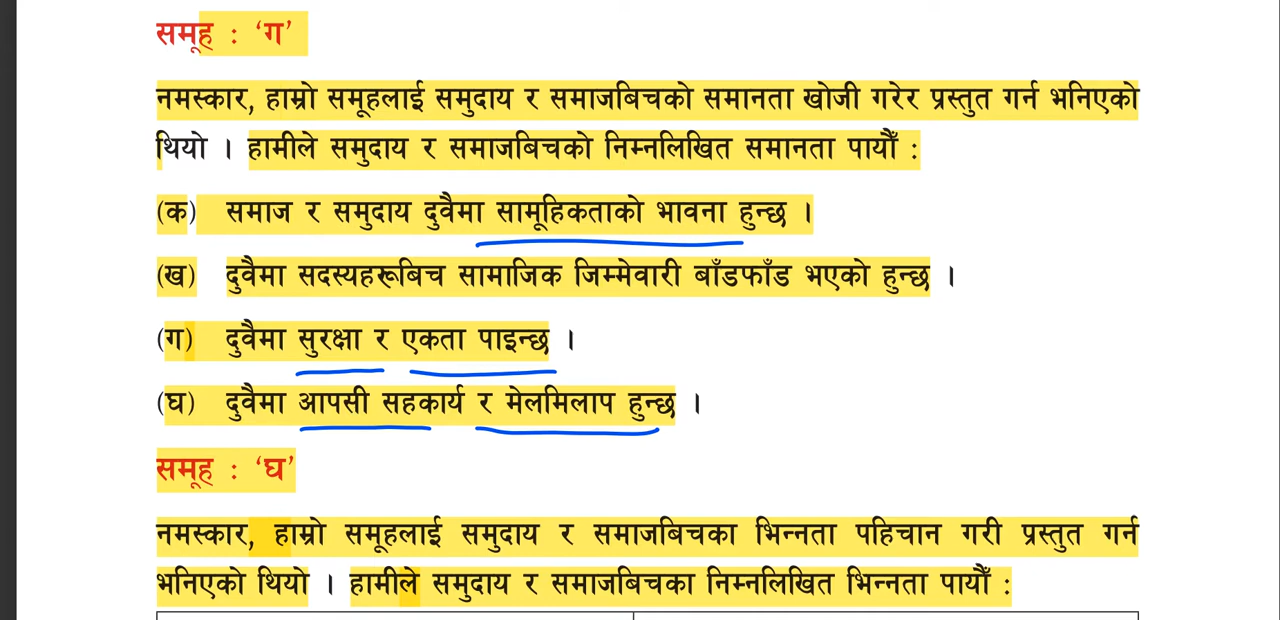 समूह : ‘ग’
नमस्कार, हाम्रो समूहलाई समुदाय र समाजबिचको समानता खोजी गरेर प्रस्तुत गर्न भनिएको
थियो । हामीले समुदाय र समाजबिचको निम्नलिखित समानता पायौँ :
(क) समाज र समुदाय दुवैमा सामूहिकताको भावना हुन्छ ।
(ख) दुवैमा सदस्यहरूबिच सामाजिक जिम्मेवारी बाँडफाँड भएको हुन्छ ।
(ग) दुवैमा सुरक्षा र एकता पाइन्छ ।
(घ) दुवैमा आपसी सहकार्य र मेलमिलाप हुन्छ ।
समूह : ‘घ’
नमस्कार, हाम्रो समूहलाई समुदाय र समाजबिचका भिन्नता पहिचान गरी प्रस्तुत गर्न
भनिएको थियो । हामीले समुदाय र समाजबिचका निम्नलिखित भिन्नता पायौँ :